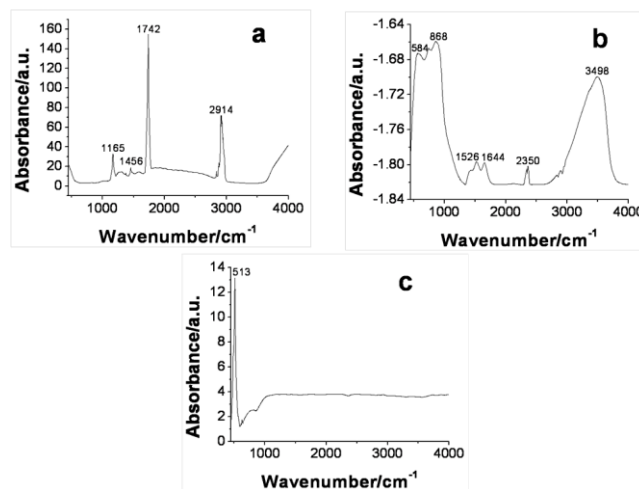 a
1742
2914
1165
1456
160
140
120
100
80
60
40
20
0
1000 2000 3000 4000
Absorbance/a.u.
Wavenumber/cm-1
b
584 868
3498
1526 1644 2350
-1.64
-1.68
-1.72
-1.76
-1.80
-1.84
1000 2000 3000 4000
Absorbance/a.u.
Wavenumber/cm-1
c
513
14
12
10
8
6
4
2
0
1000 2000 3000 4000
Absorbance/a.u.
Wavenumber/cm-1